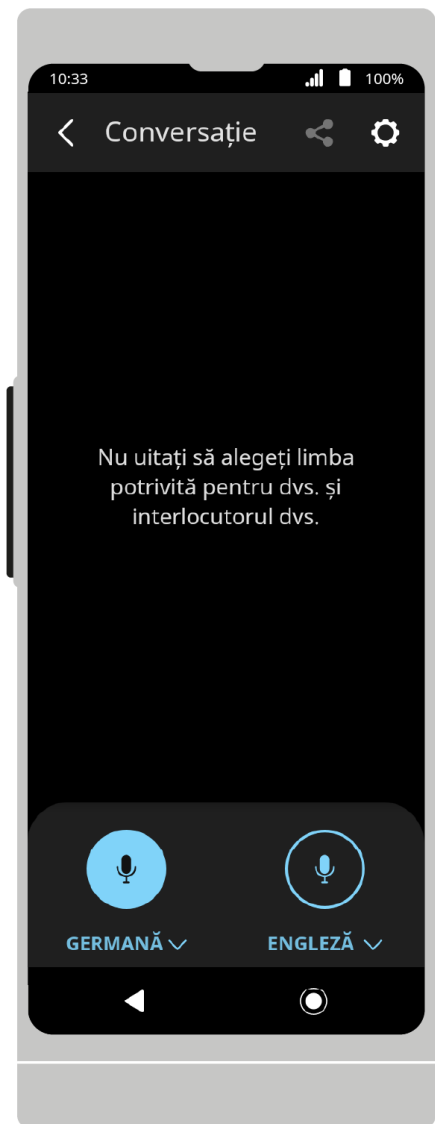 10:33 100%
Conversație
Nu uitați să alegeți limba
potrivită pentru dvs. și
interlocutorul dvs.
GERMANĂ ENGLEZĂ